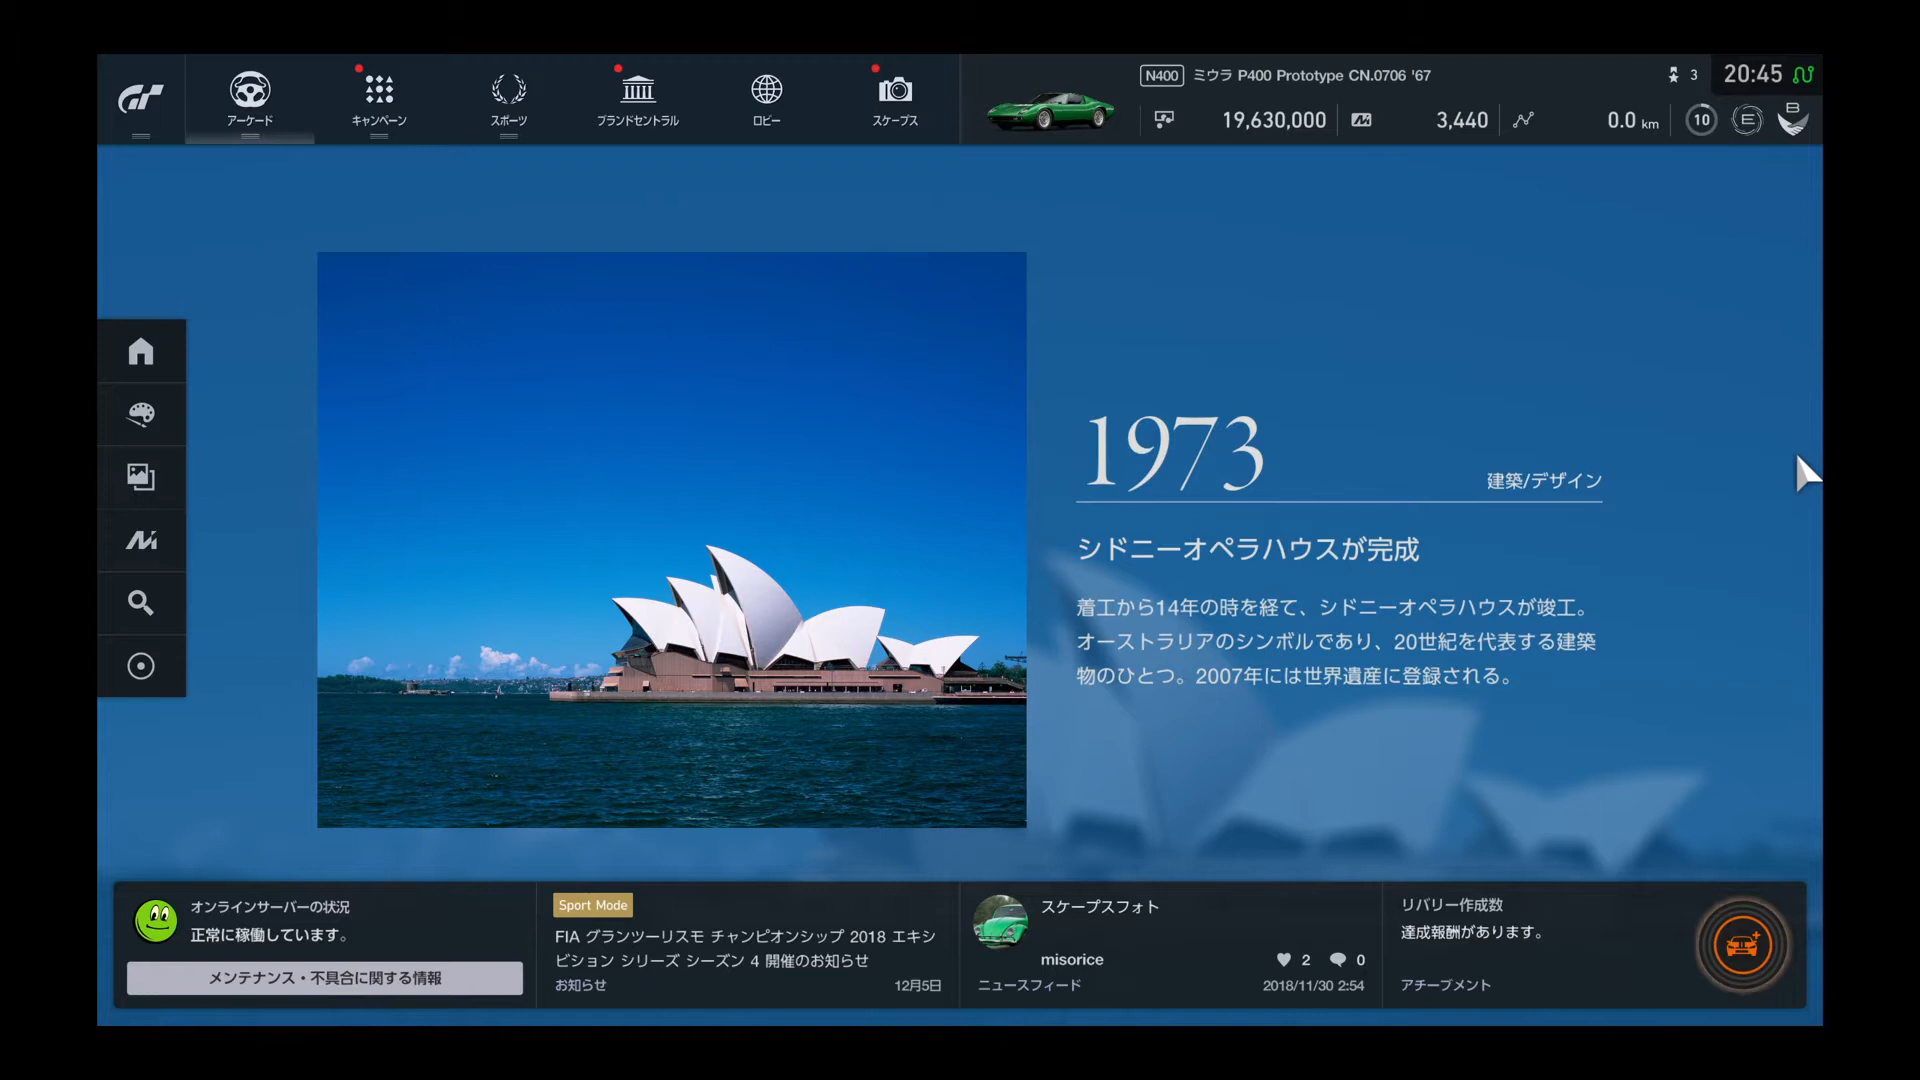 アーケード
キャンペーン
スポーツ
ブランドセントラル
ロビー
スケープス
N400 ミウラ P400 Prototype CN.0706 '67
3
20:45
19,630,000
3,440
0.0 km
10
E
B
1973
建築/デザイン
シドニーオペラハウスが完成
着工から14年の時を経て、シドニーオペラハウスが竣工。
オーストラリアのシンボルであり、20世紀を代表する建築
物のひとつ。2007年には世界遺産に登録される。
オンラインサーバーの状況
正常に稼働しています。
メンテナンス・不具合に関する情報
Sport Mode
FIA グランツーリスモ チャンピオンシップ 2018 エキシ
ビション シリーズ シーズン 4 開催のお知らせ
お知らせ
12月5日
スケープスフォト
misorice
2
0
ニュースフィード
2018/11/30 2:54
リバリー作成数
達成報酬があります。
アチーブメント